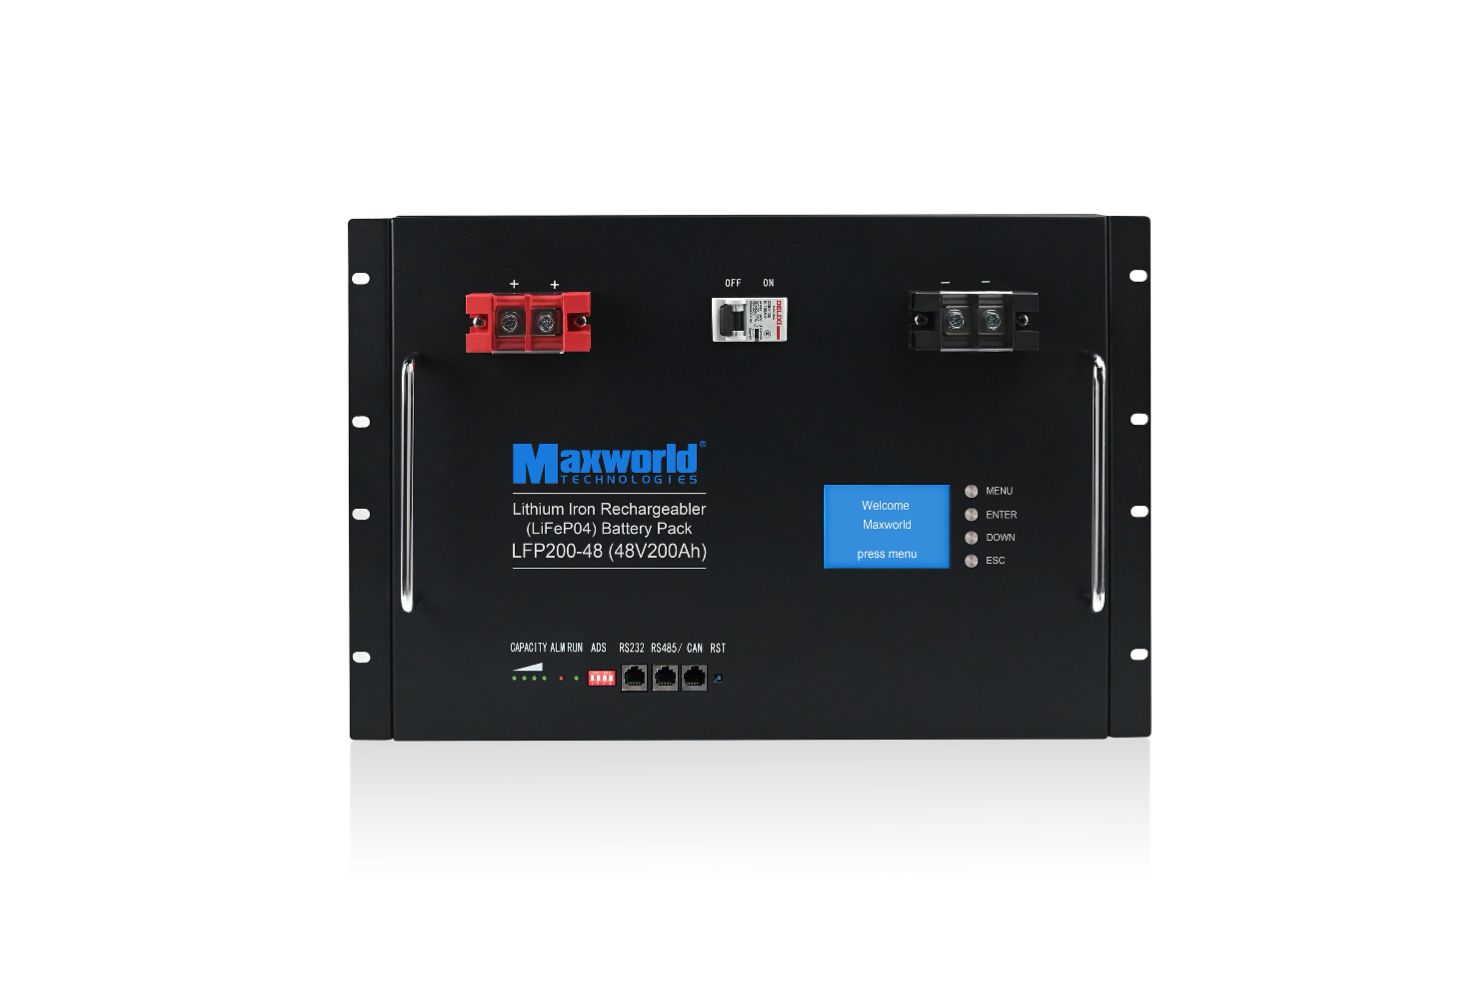 + +
OFF ON
DELIXI
− −
Maxworld®
TECHNOLOGIES
Lithium Iron Rechargeabler
(LiFeP04) Battery Pack
LFP200-48 (48V200Ah)
Welcome
Maxworld
press menu
MENU
ENTER
DOWN
ESC
CAPACITY ALM RUN ADS RS232 RS485/ CAN RST